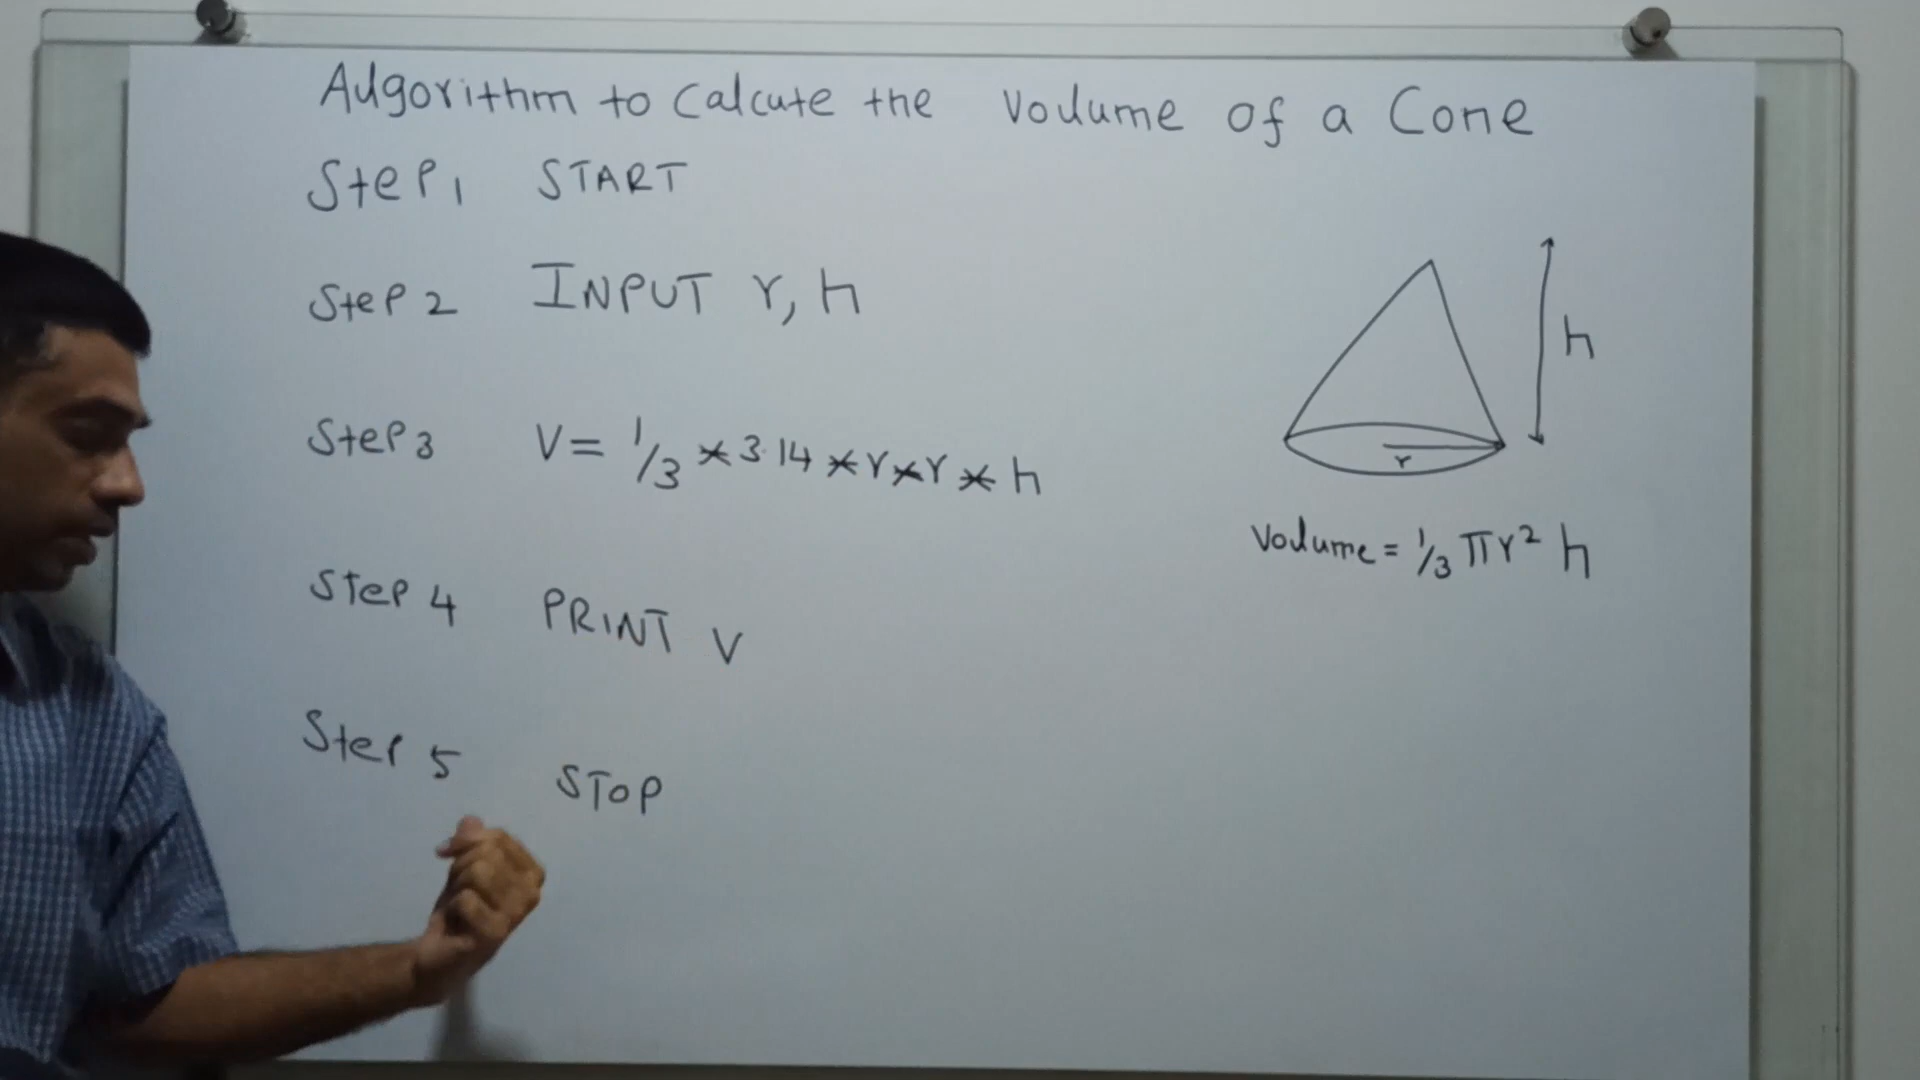 Algorithm to Calcute the Volume of a Cone
Step 1 START
Step 2 INPUT r, h
Step 3 V = 1/3 * 3.14 * r * r * h
Step 4 PRINT V
Step 5 STOP
h
r
Volume = 1/3 πr² h